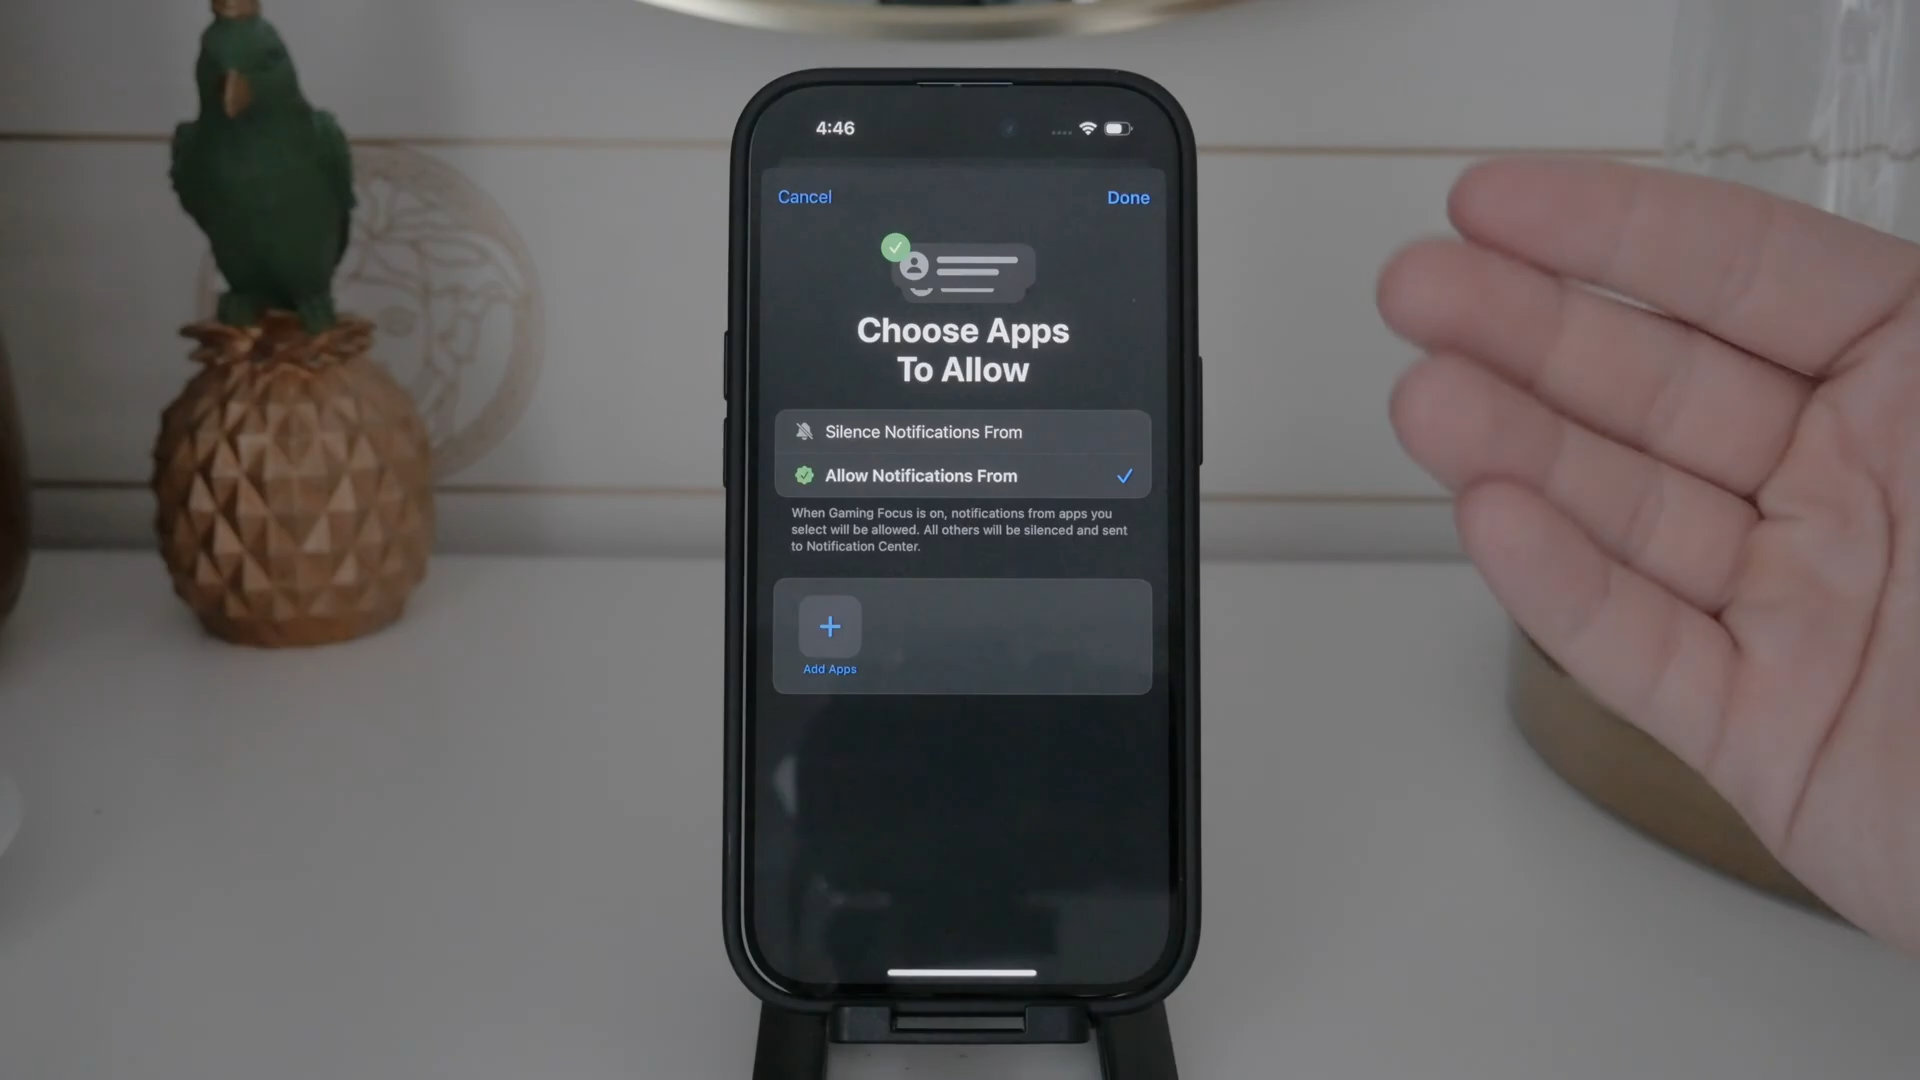 4:46
Cancel
Done
Choose Apps
To Allow
Silence Notifications From
Allow Notifications From
When Gaming Focus is on, notifications from apps you
select will be allowed. All others will be silenced and sent
to Notification Center.
Add Apps